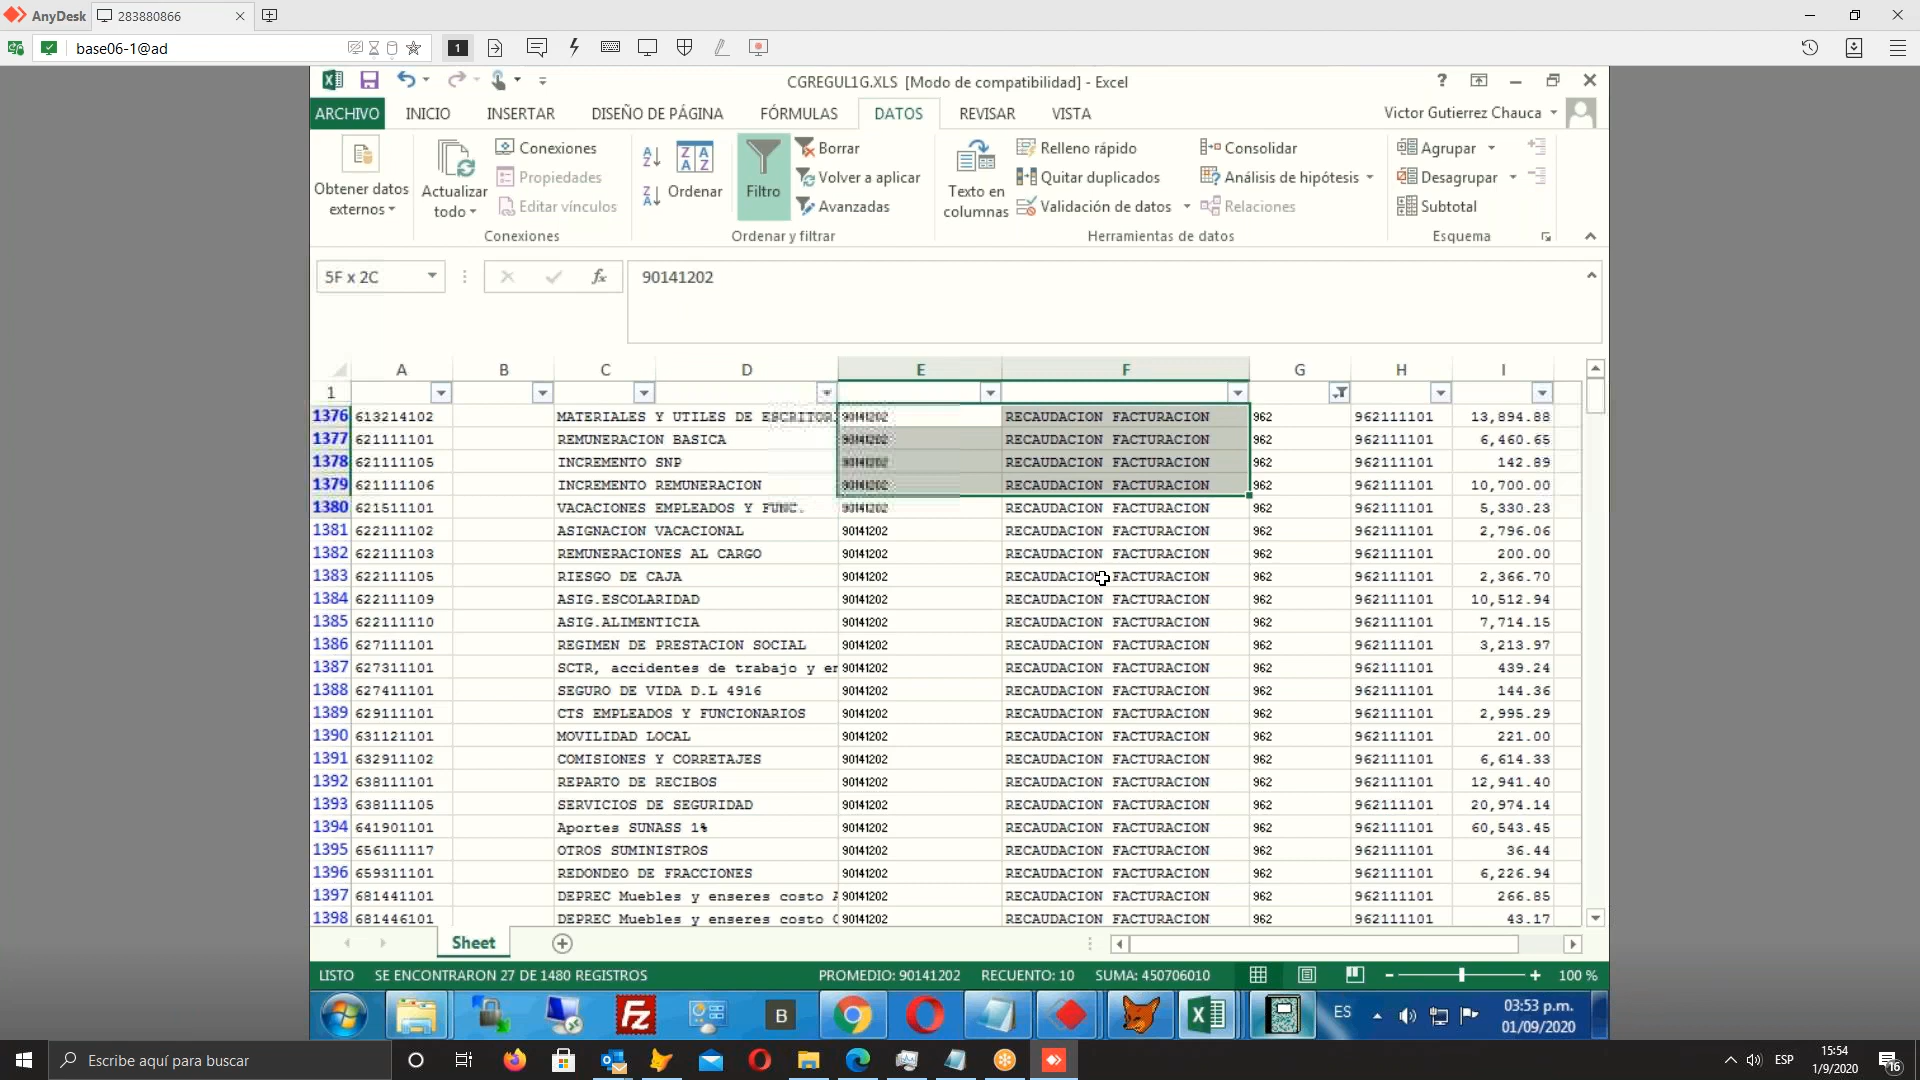 AnyDesk 283880866
base06-1@ad 1
CGREGUL1G.XLS [Modo de compatibilidad] - Excel
ARCHIVO INICIO INSERTAR DISEÑO DE PÁGINA FÓRMULAS DATOS REVISAR VISTA Victor Gutierrez Chauca
Obtener datos externos
Actualizar todo
Conexiones
Propiedades
Editar vínculos
Conexiones
Ordenar
Filtro
Borrar
Volver a aplicar
Avanzadas
Ordenar y filtrar
Texto en columnas
Relleno rápido
Quitar duplicados
Validación de datos
Consolidar
Análisis de hipótesis
Relaciones
Herramientas de datos
Agrupar
Desagrupar
Subtotal
Esquema
5F x 2C 90141202
A B C D E F G H I
1
1376 613214102 MATERIALES Y UTILES DE ESCRITOR 90141202 RECAUDACION FACTURACION 962 962111101 13,894.88
1377 621111101 REMUNERACION BASICA 90141202 RECAUDACION FACTURACION 962 962111101 6,460.65
1378 621111105 INCREMENTO SNP 90141202 RECAUDACION FACTURACION 962 962111101 142.89
1379 621111106 INCREMENTO REMUNERACION 90141202 RECAUDACION FACTURACION 962 962111101 10,700.00
1380 621511101 VACACIONES EMPLEADOS Y FUNC. 90141202 RECAUDACION FACTURACION 962 962111101 5,330.23
1381 622111102 ASIGNACION VACACIONAL 90141202 RECAUDACION FACTURACION 962 962111101 2,796.06
1382 622111103 REMUNERACIONES AL CARGO 90141202 RECAUDACION FACTURACION 962 962111101 200.00
1383 622111105 RIESGO DE CAJA 90141202 RECAUDACION FACTURACION 962 962111101 2,366.70
1384 622111109 ASIG.ESCOLARIDAD 90141202 RECAUDACION FACTURACION 962 962111101 10,512.94
1385 622111110 ASIG.ALIMENTICIA 90141202 RECAUDACION FACTURACION 962 962111101 7,714.15
1386 627111101 REGIMEN DE PRESTACION SOCIAL 90141202 RECAUDACION FACTURACION 962 962111101 3,213.97
1387 627311101 SCTR, accidentes de trabajo y en 90141202 RECAUDACION FACTURACION 962 962111101 439.24
1388 627411101 SEGURO DE VIDA D.L 4916 90141202 RECAUDACION FACTURACION 962 962111101 144.36
1389 629111101 CTS EMPLEADOS Y FUNCIONARIOS 90141202 RECAUDACION FACTURACION 962 962111101 2,995.29
1390 631121101 MOVILIDAD LOCAL 90141202 RECAUDACION FACTURACION 962 962111101 221.00
1391 632911102 COMISIONES Y CORRETAJES 90141202 RECAUDACION FACTURACION 962 962111101 6,614.33
1392 638111101 REPARTO DE RECIBOS 90141202 RECAUDACION FACTURACION 962 962111101 12,941.40
1393 638111105 SERVICIOS DE SEGURIDAD 90141202 RECAUDACION FACTURACION 962 962111101 20,974.14
1394 641901101 Aportes SUNASS 1% 90141202 RECAUDACION FACTURACION 962 962111101 60,543.45
1395 656111117 OTROS SUMINISTROS 90141202 RECAUDACION FACTURACION 962 962111101 36.44
1396 659311101 REDONDEO DE FRACCIONES 90141202 RECAUDACION FACTURACION 962 962111101 6,226.94
1397 681441101 DEPREC Muebles y enseres costo A 90141202 RECAUDACION FACTURACION 962 962111101 266.85
1398 681446101 DEPREC Muebles y enseres costo 90141202 RECAUDACION FACTURACION 962 962111101 43.17
Sheet
LISTO SE ENCONTRARON 27 DE 1480 REGISTROS PROMEDIO: 90141202 RECUENTO: 10 SUMA: 450706010 100 %
ES 03:53 p.m.
01/09/2020
Escribe aquí para buscar ESP 15:54
1/9/2020 16